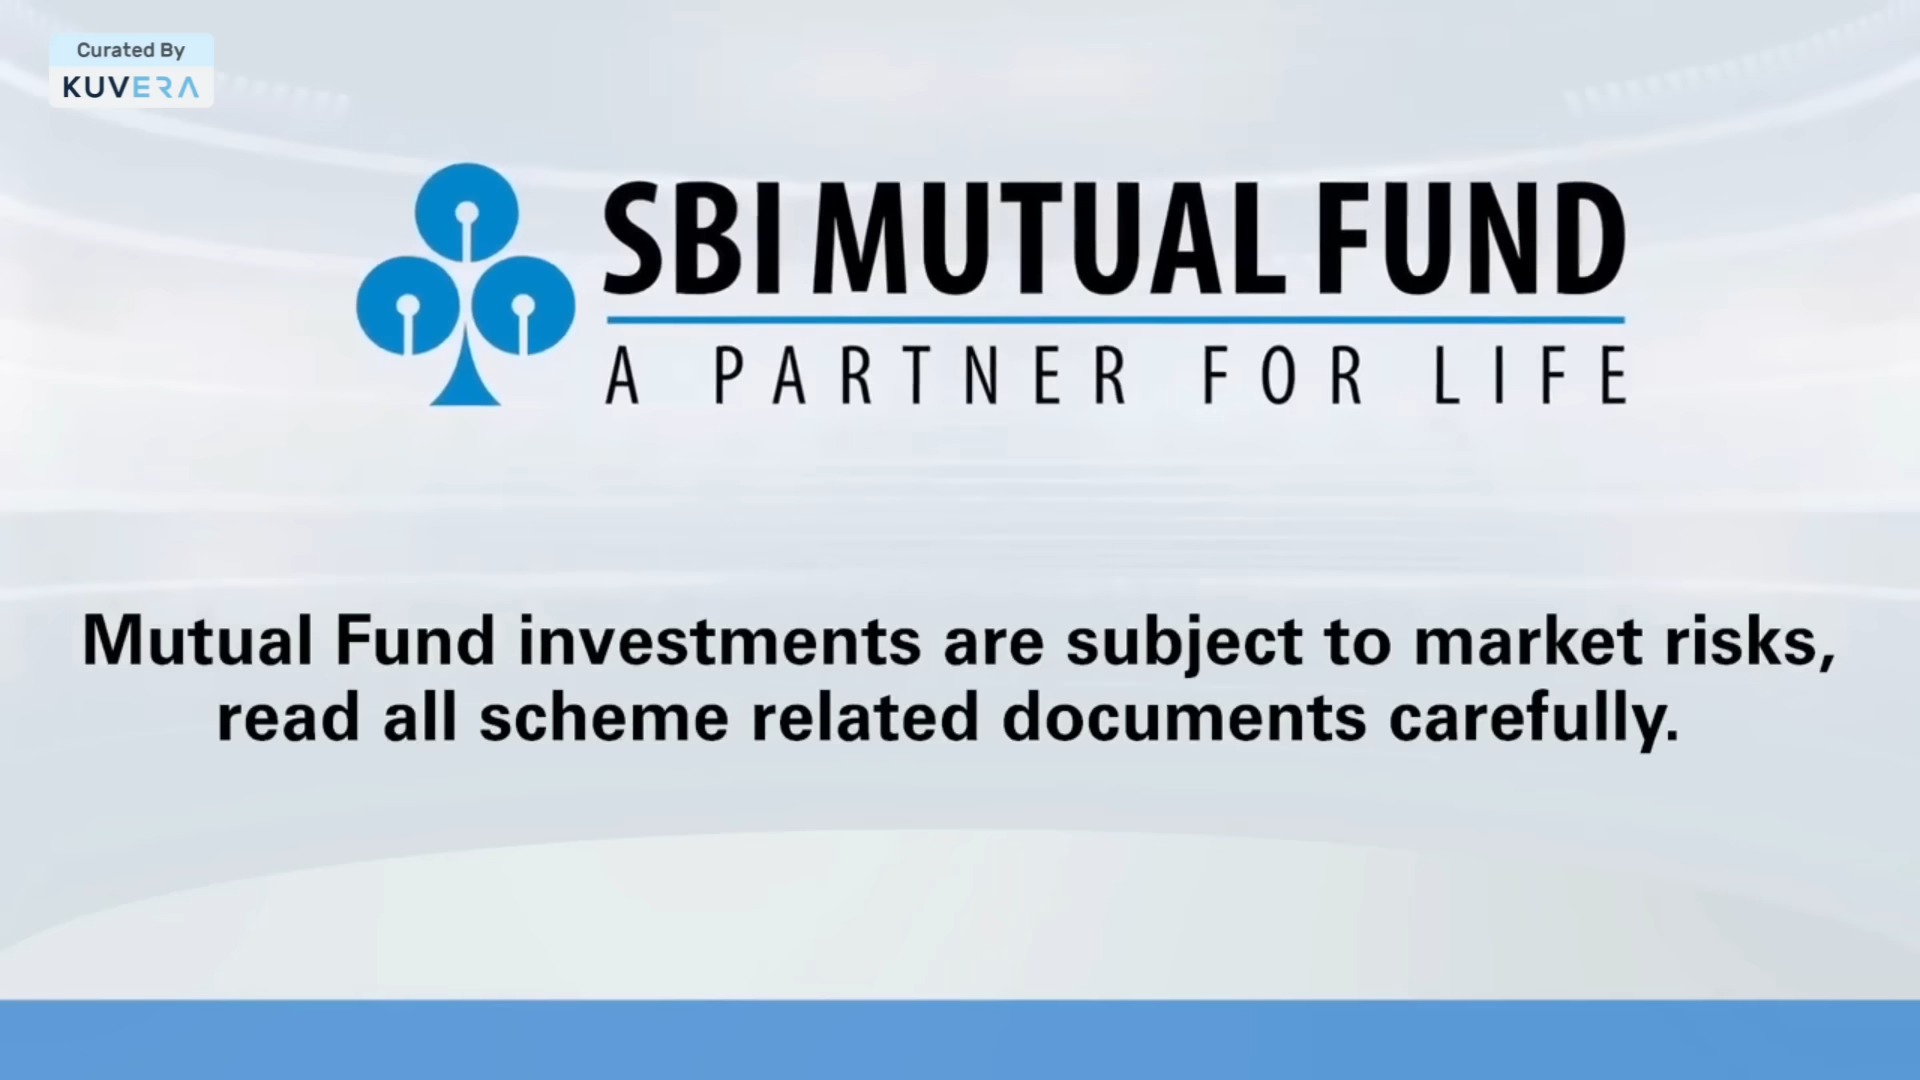 Curated By
KUVERA
SBI MUTUAL FUND
A PARTNER FOR LIFE
Mutual Fund investments are subject to market risks,
read all scheme related documents carefully.